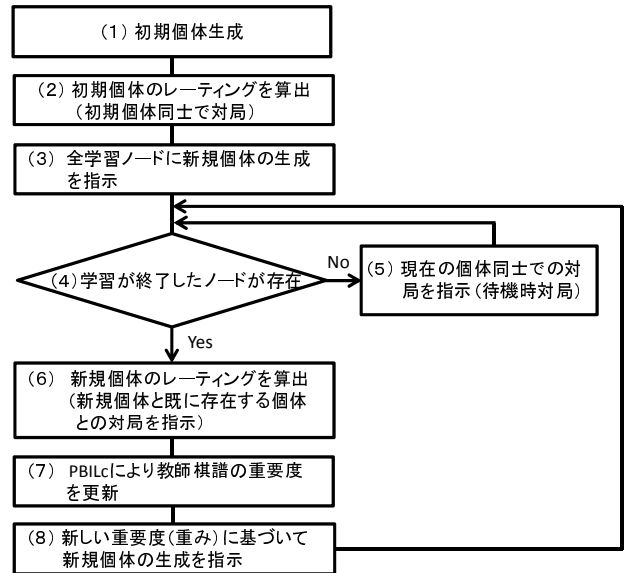 (1) 初期個体生成
(2) 初期個体のレーティングを算出
(初期個体同士で対局)
(3) 全学習ノードに新規個体の生成
を指示
(4)学習が終了したノードが存在
No
(5) 現在の個体同士での対
局を指示(待機時対局)
Yes
(6) 新規個体のレーティングを算出
(新規個体と既に存在する個体
との対局を指示)
(7) PBILcにより教師棋譜の重要度
を更新
(8) 新しい重要度(重み)に基づいて
新規個体の生成を指示